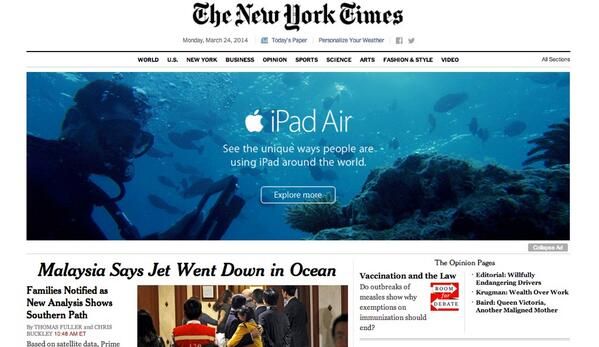 The New York Times
Monday, March 24, 2014
Today's Paper
Personalize Your Weather
WORLD U.S. NEW YORK BUSINESS OPINION SPORTS SCIENCE ARTS FASHION & STYLE VIDEO All Sections
iPad Air
See the unique ways people are
using iPad around the world.
Explore more
Collapse Ad
Malaysia Says Jet Went Down in Ocean
Families Notified as
New Analysis Shows
Southern Path
By THOMAS FULLER and CHRIS
BUCKLEY 10:48 AM ET
Based on satellite data, Prime
The Opinion Pages
Vaccination and the Law
Do outbreaks of
measles show why
exemptions on
immunization should
end?
ROOM
for
DEBATE
• Editorial: Willfully
Endangering Drivers
• Krugman: Wealth Over Work
• Baird: Queen Victoria,
Another Maligned Mother